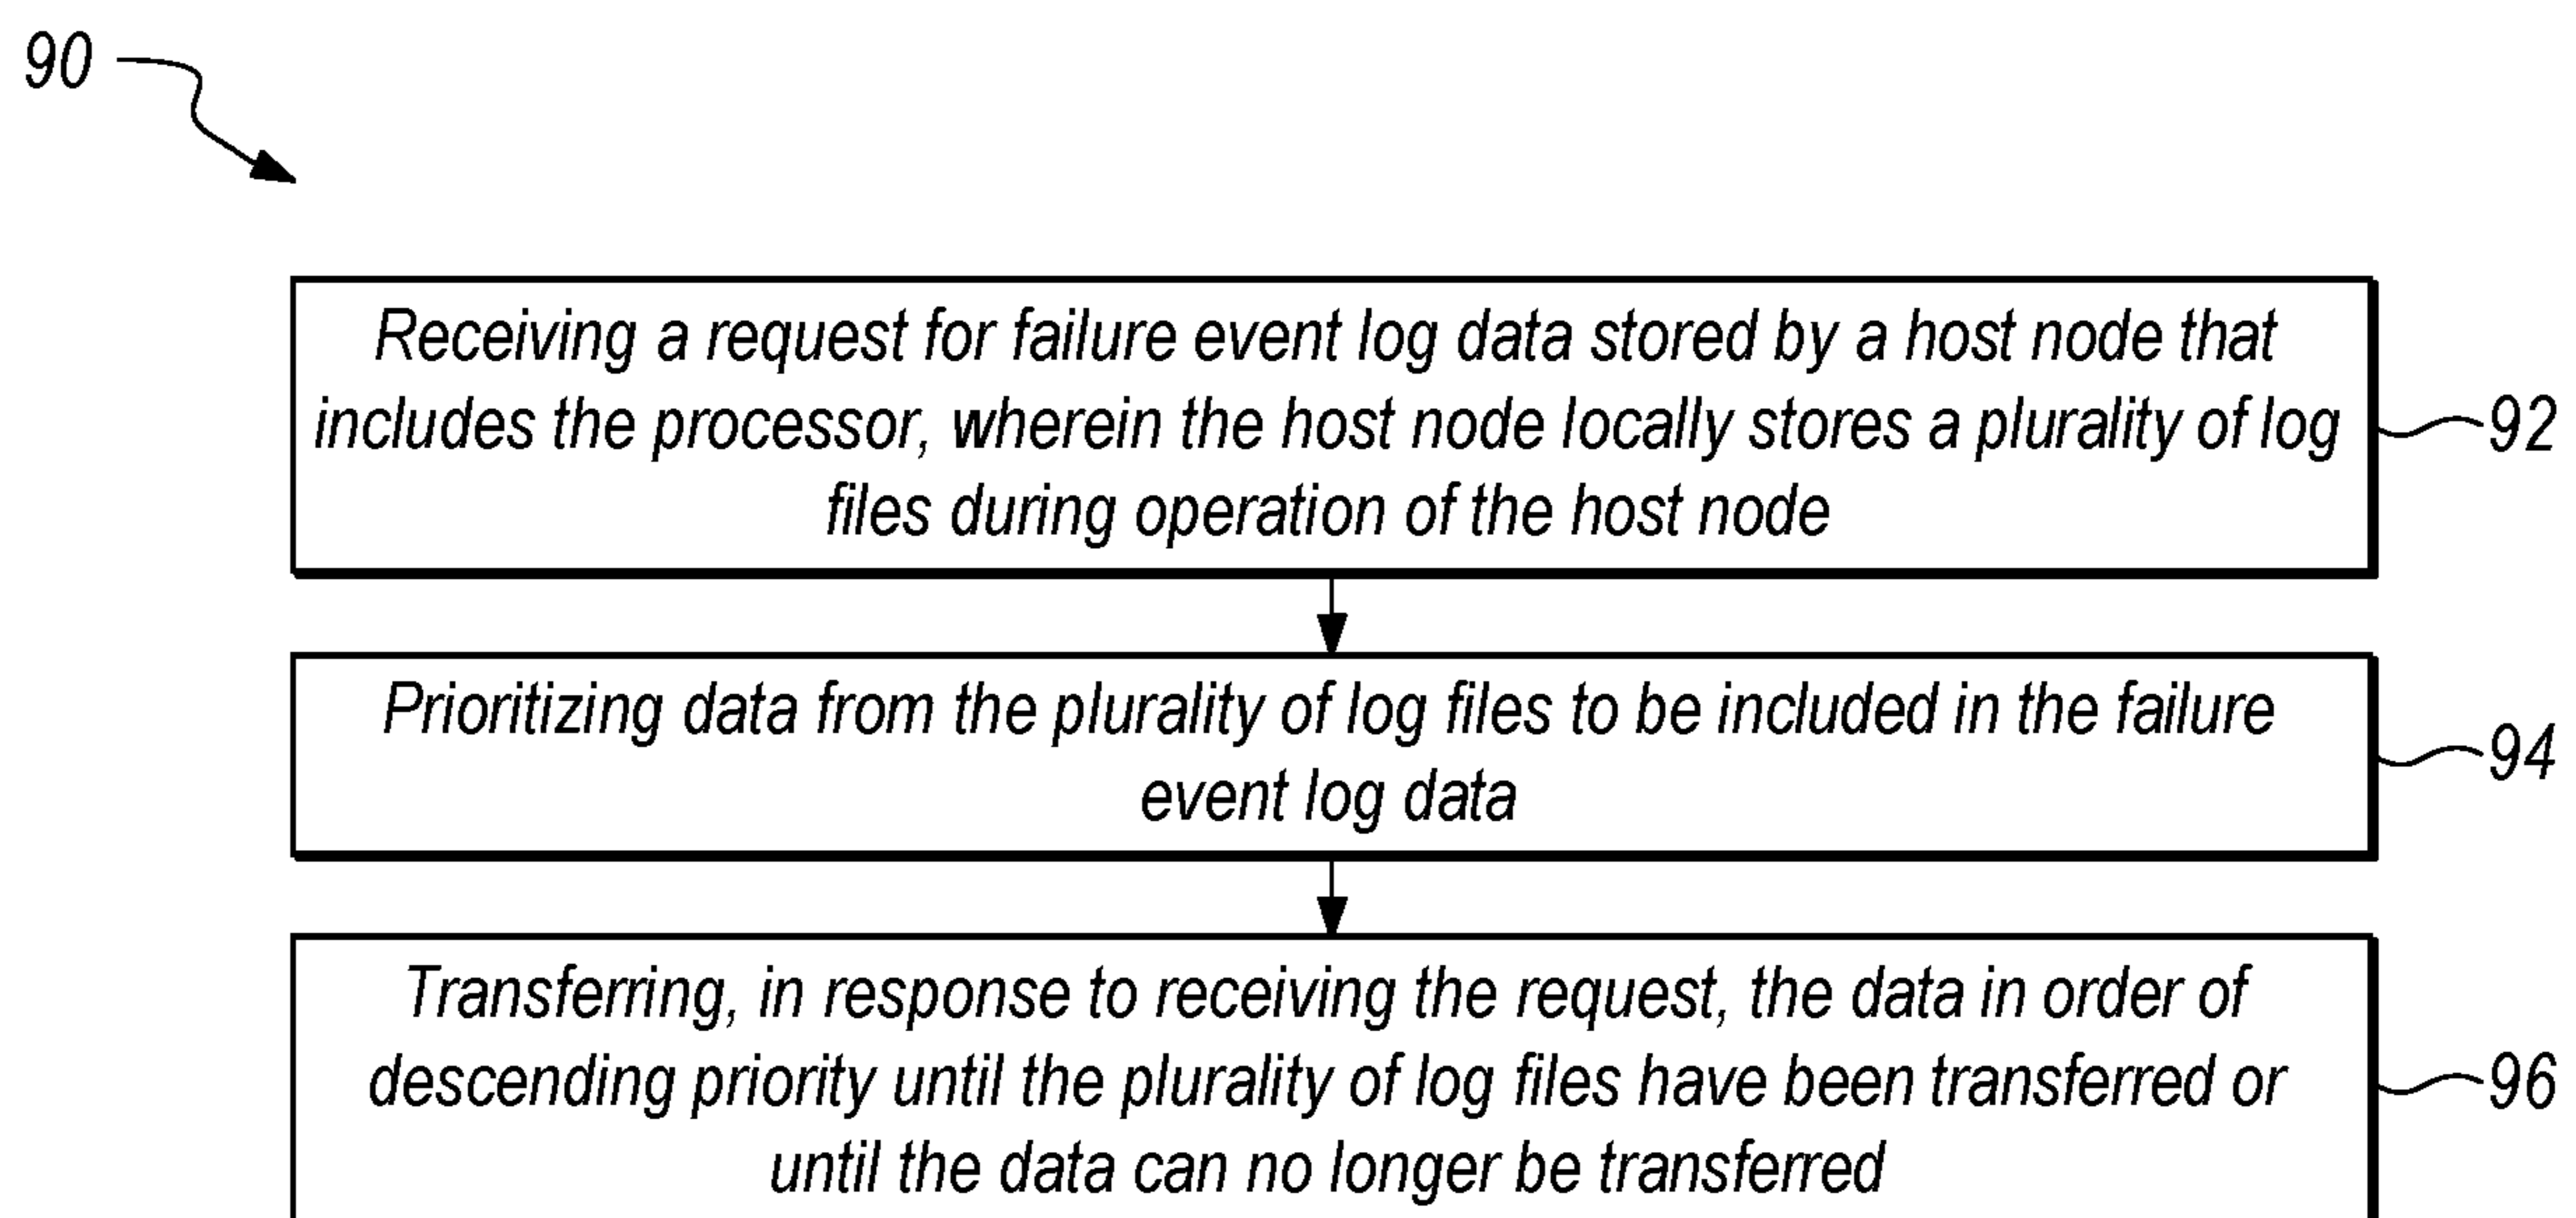 90
Receiving a request for failure event log data stored by a host node that
includes the processor, wherein the host node locally stores a plurality of log
files during operation of the host node
92
Prioritizing data from the plurality of log files to be included in the failure
event log data
94
Transferring, in response to receiving the request, the data in order of
descending priority until the plurality of log files have been transferred or
until the data can no longer be transferred
96